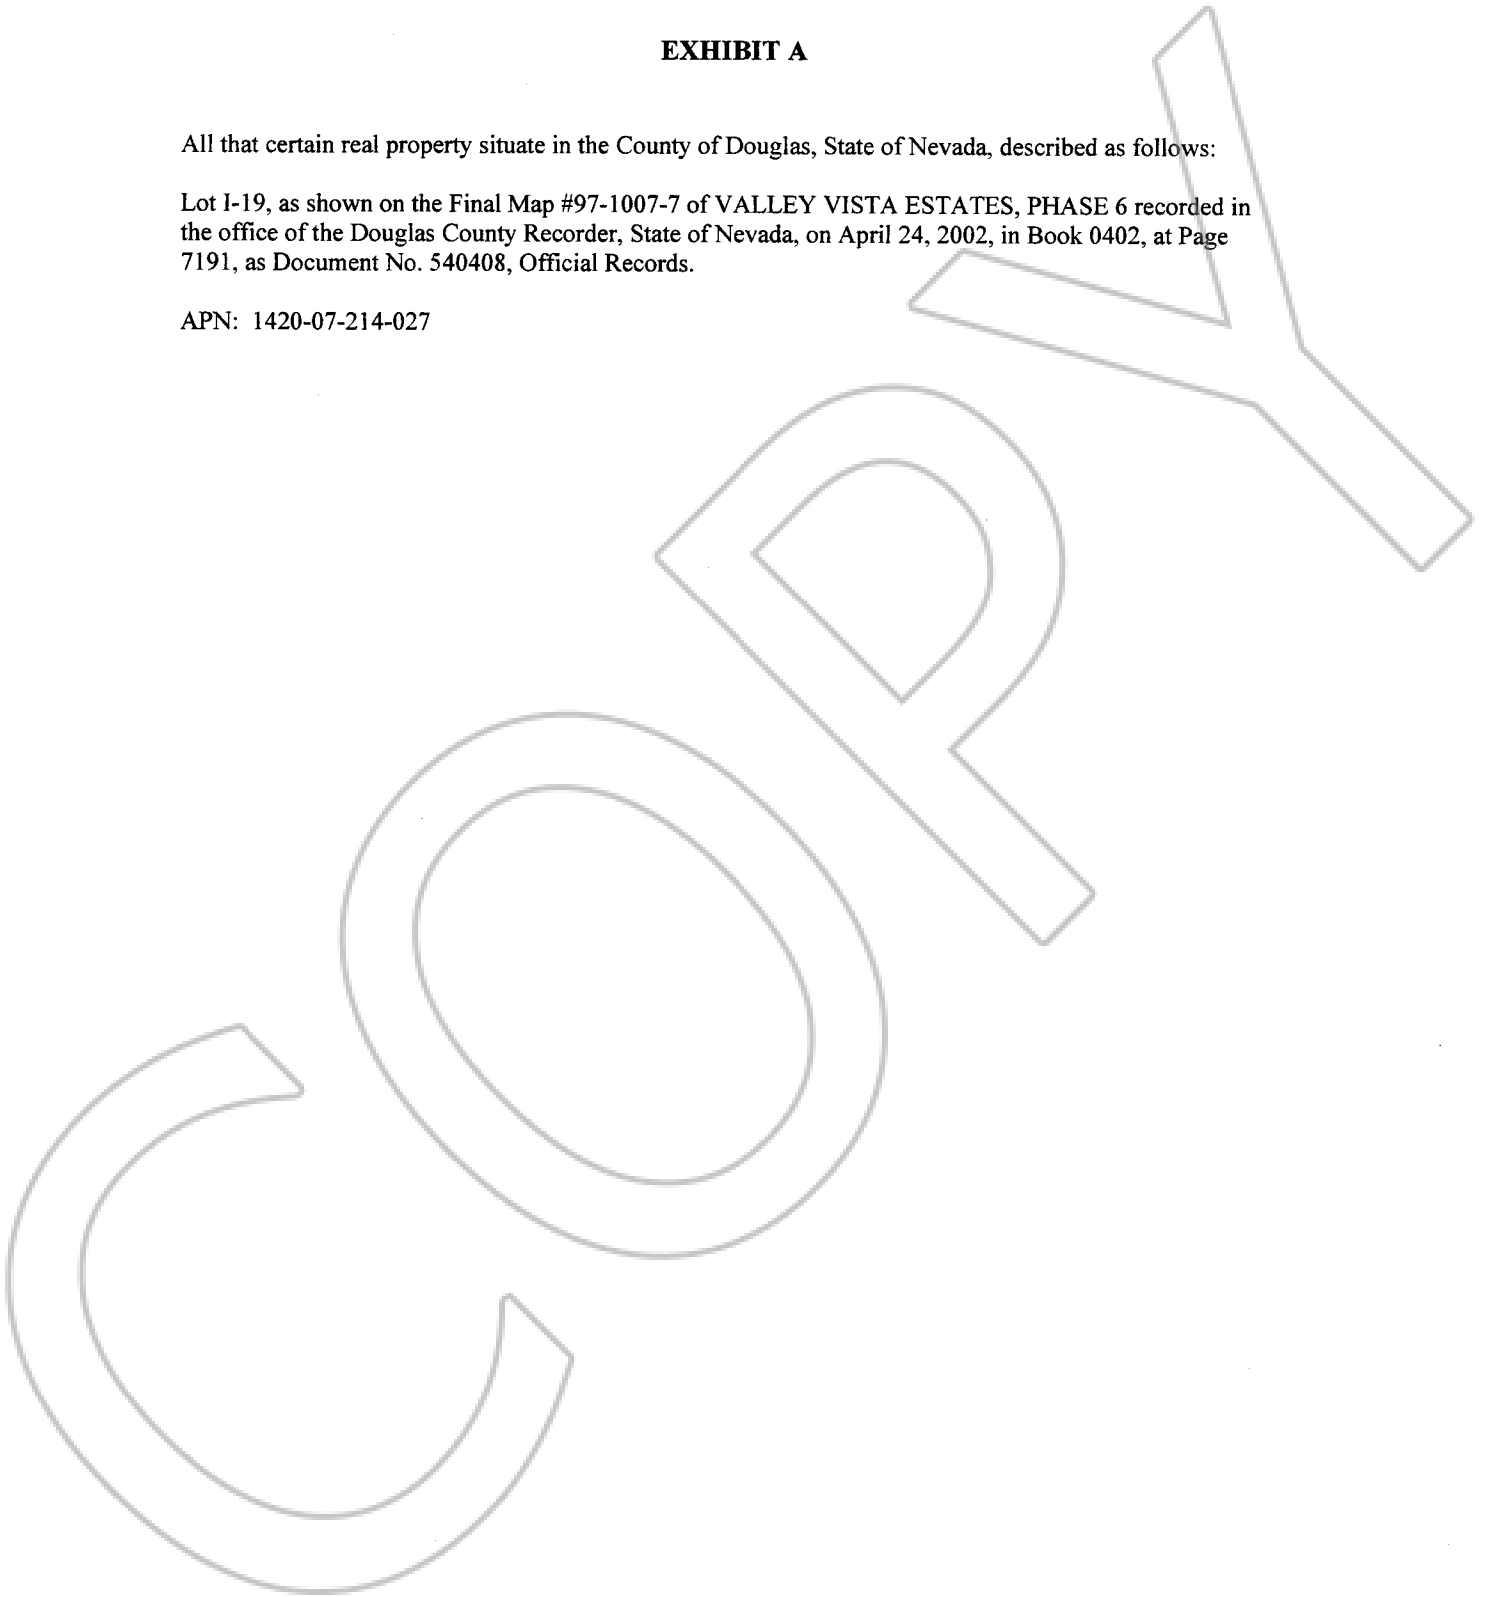 EXHIBIT A
All that certain real property situate in the County of Douglas, State of Nevada, described as follows:
Lot I-19, as shown on the Final Map #97-1007-7 of VALLEY VISTA ESTATES, PHASE 6 recorded in
the office of the Douglas County Recorder, State of Nevada, on April 24, 2002, in Book 0402, at Page
7191, as Document No. 540408, Official Records.
APN: 1420-07-214-027
COPY